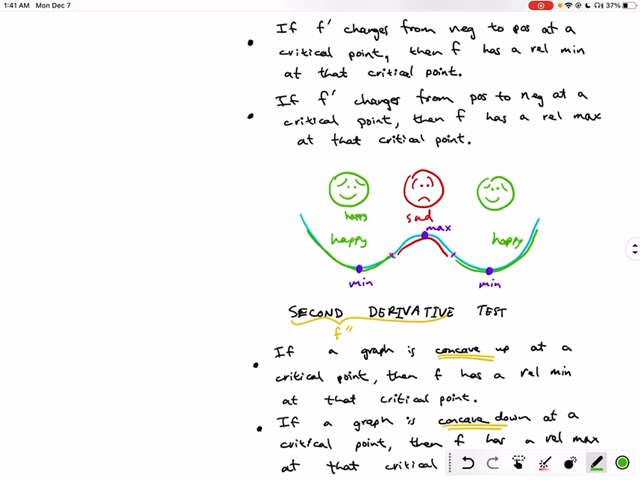 1:41 AM Mon Dec 7
37%
If f' changes from neg to pos at a
critical point, then f has a rel min
at that critical point.
If f' changes from pos to neg at a
critical point, then f has a rel max
at that critical point.
happy
sad
happy
max
happy
min
min
SECOND DERIVATIVE TEST
f"
If a graph is concave up at a
critical point, then f has a rel min
at that critical point.
If a graph is concave down at a
critical point, then f has a rel max
at that critical